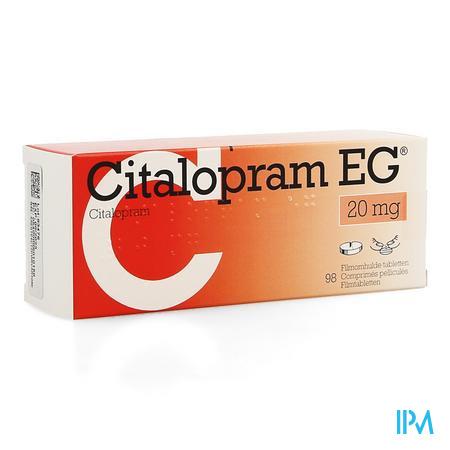 Citalopram EG®
Citalopram
20 mg
Filmomhulde tabletten
98 Comprimés pelliculés
Filmtabletten
C
IPM